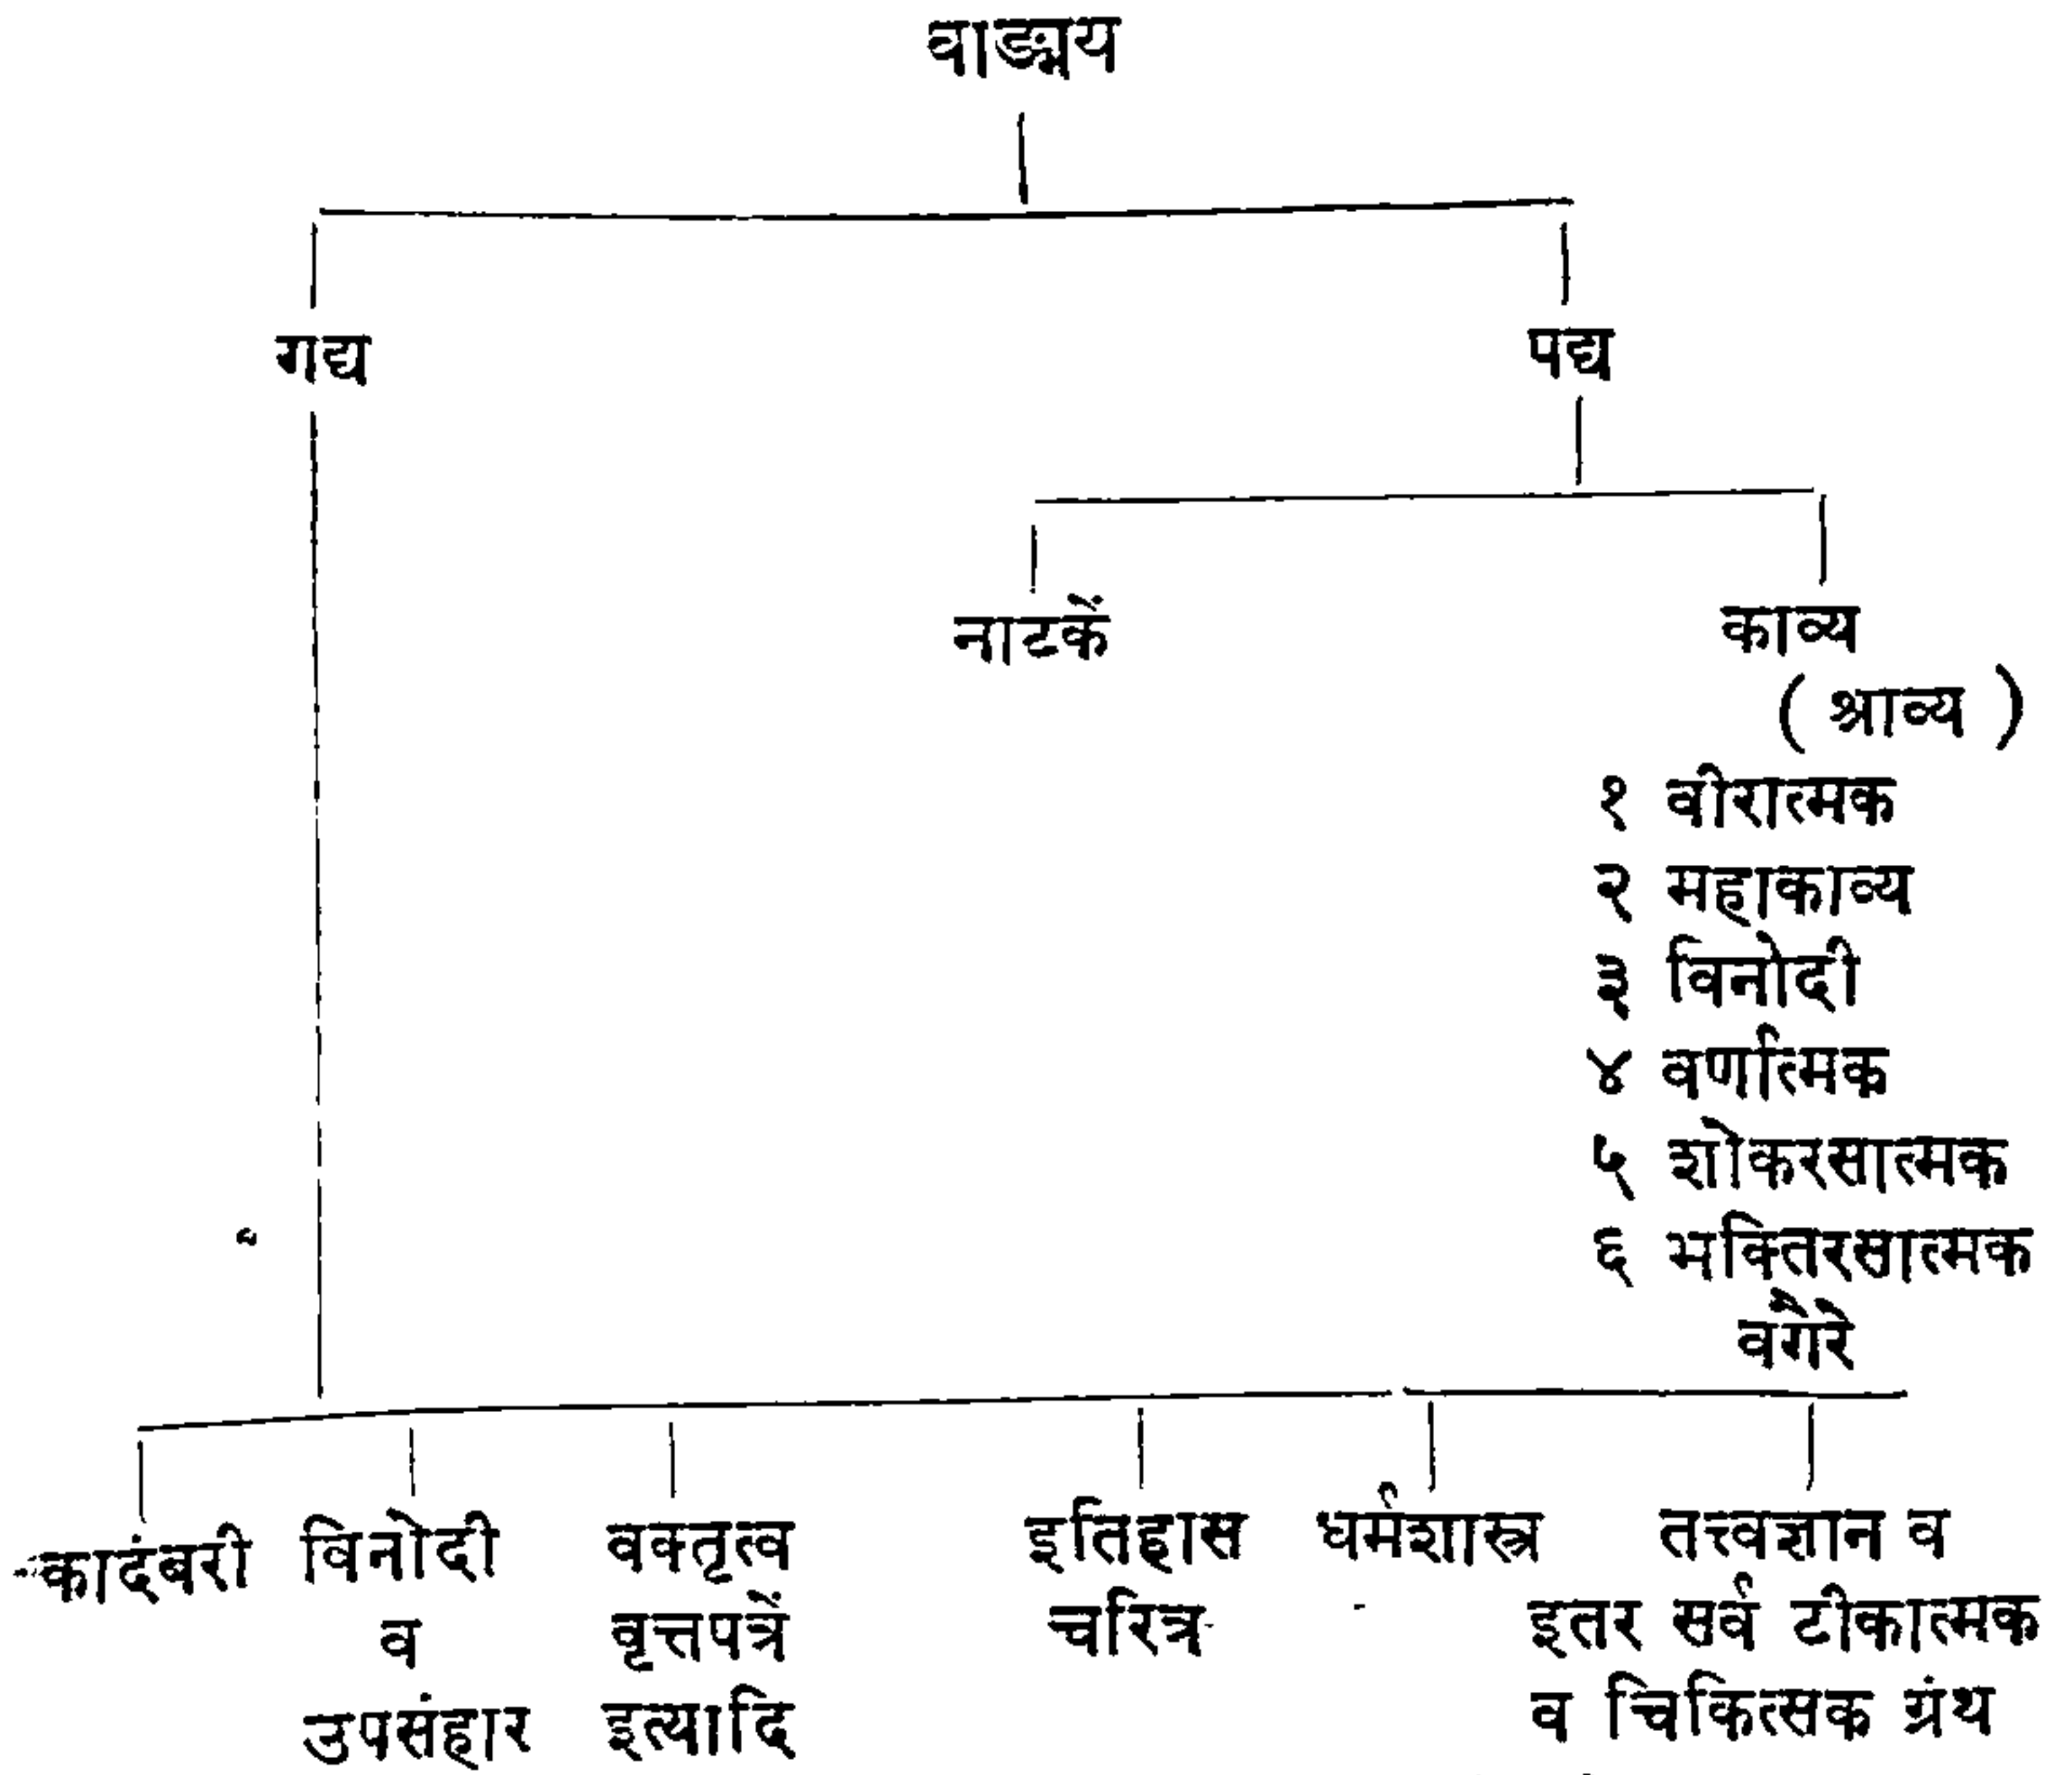 वाङ्मय
गद्य पद्य
नाटकें काव्य
( श्राव्य )
१ वीरात्मक
२ महाकाव्य
३ विनोदी
४ वर्णात्मक
५ शोकरसात्मक
६ भक्तिरसात्मक
वगैरे
कादंबरी विनोदी वक्तृत्व इतिहास धर्मशास्त्र तत्त्वज्ञान व
व वृत्तपत्रें चरित्र इतर सर्व टीकात्मक
उपसंहार इत्यादि व चिकित्सक ग्रंथ